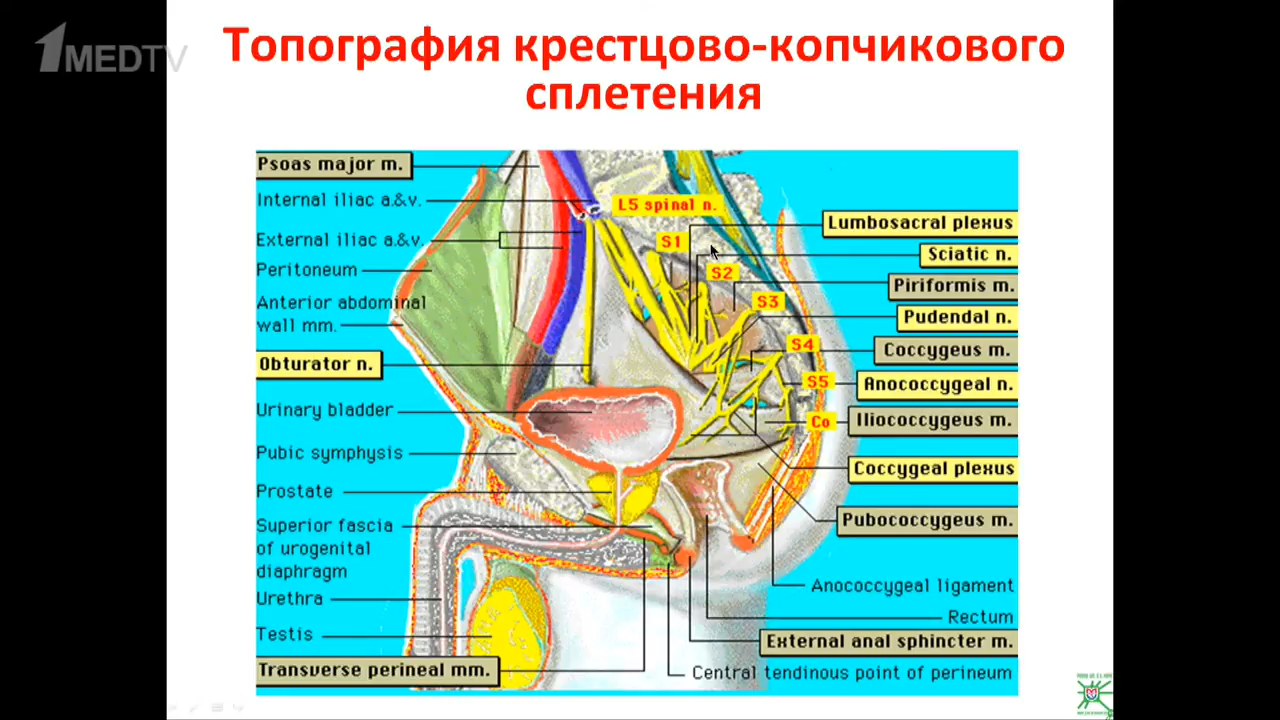 1MEDTV
Топография крестцово-копчикового
сплетения
Psoas major m.
Internal iliac a.&v.
External iliac a.&v.
Peritoneum
Anterior abdominal
wall mm.
Obturator n.
Urinary bladder
Pubic symphysis
Prostate
Superior fascia
of urogenital
diaphragm
Urethra
Testis
Transverse perineal mm.
L5 spinal n.
S1
S2
S3
S4
S5
Co
Lumbosacral plexus
Sciatic n.
Piriformis m.
Pudendal n.
Coccygeus m.
Anococcygeal n.
Iliococcygeus m.
Coccygeal plexus
Pubococcygeus m.
Anococcygeal ligament
Rectum
External anal sphincter m.
Central tendinous point of perineum